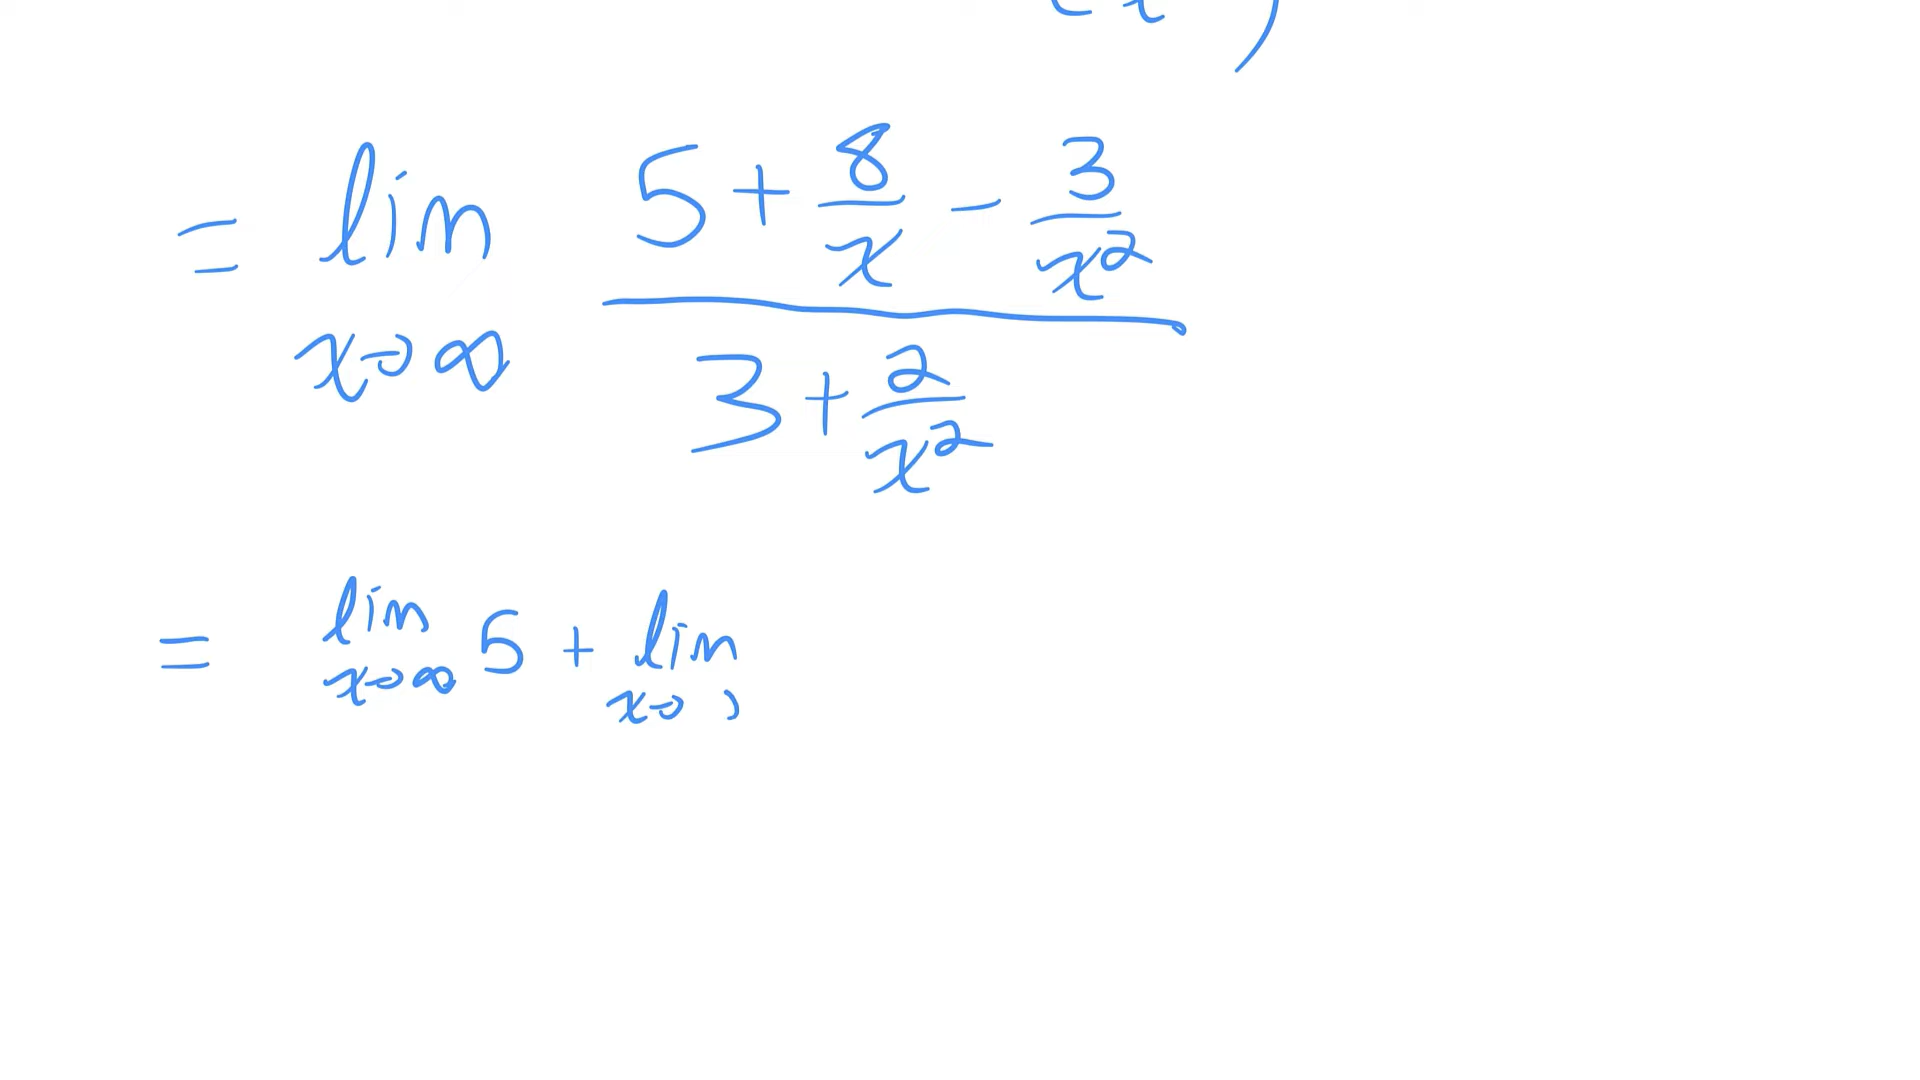 = lim x→∞ (5 + 8/x − 3/x²) / (3 + 2/x²)
= lim x→∞ 5 + lim x→